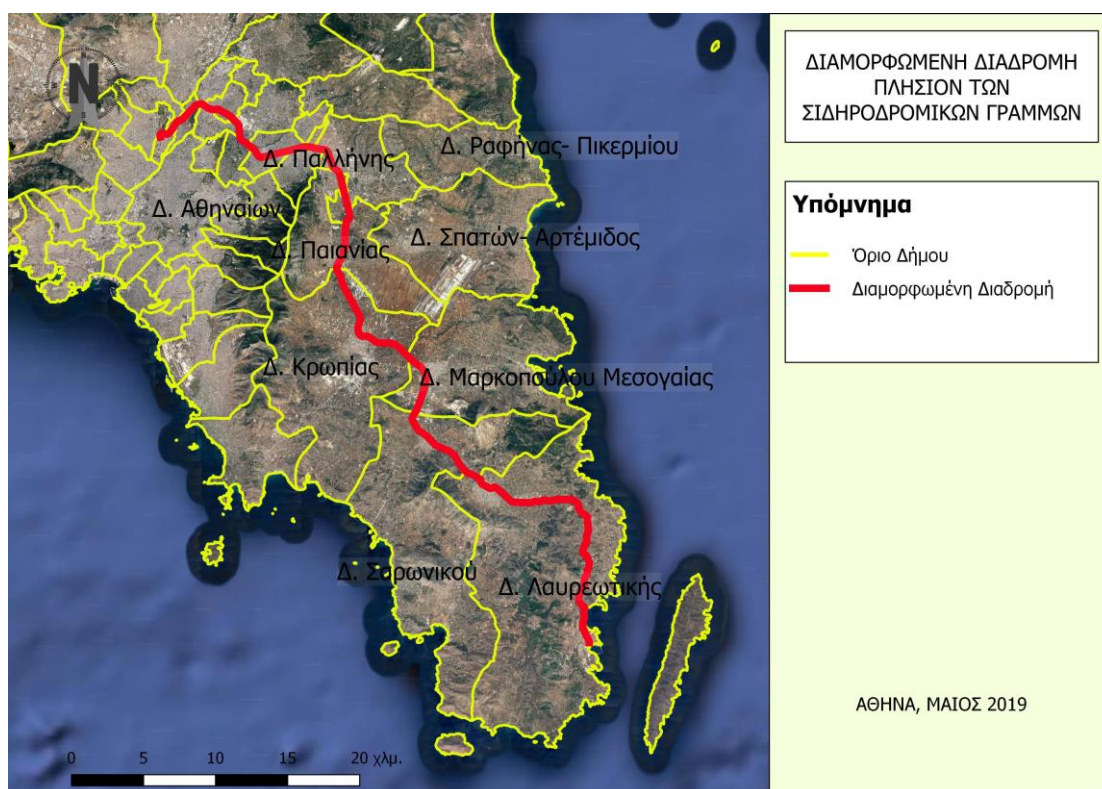 ΔΙΑΜΟΡΦΩΜΕΝΗ ΔΙΑΔΡΟΜΗ
ΠΛΗΣΙΟΝ ΤΩΝ
ΣΙΔΗΡΟΔΡΟΜΙΚΩΝ ΓΡΑΜΜΩΝ
Υπόμνημα
Όριο Δήμου
Διαμορφωμένη Διαδρομή
ΑΘΗΝΑ, ΜΑΙΟΣ 2019
N
Δ. Ραφήνας- Πικερμίου
Δ. Παλλήνης
Δ. Αθηναίων
Δ. Σπατών- Αρτέμιδος
Δ. Παιανίας
Δ. Κρωπίας
Δ. Μαρκοπούλου Μεσογαίας
Δ. Σαρωνικού
Δ. Λαυρεωτικής
0 5 10 15 20 χλμ.